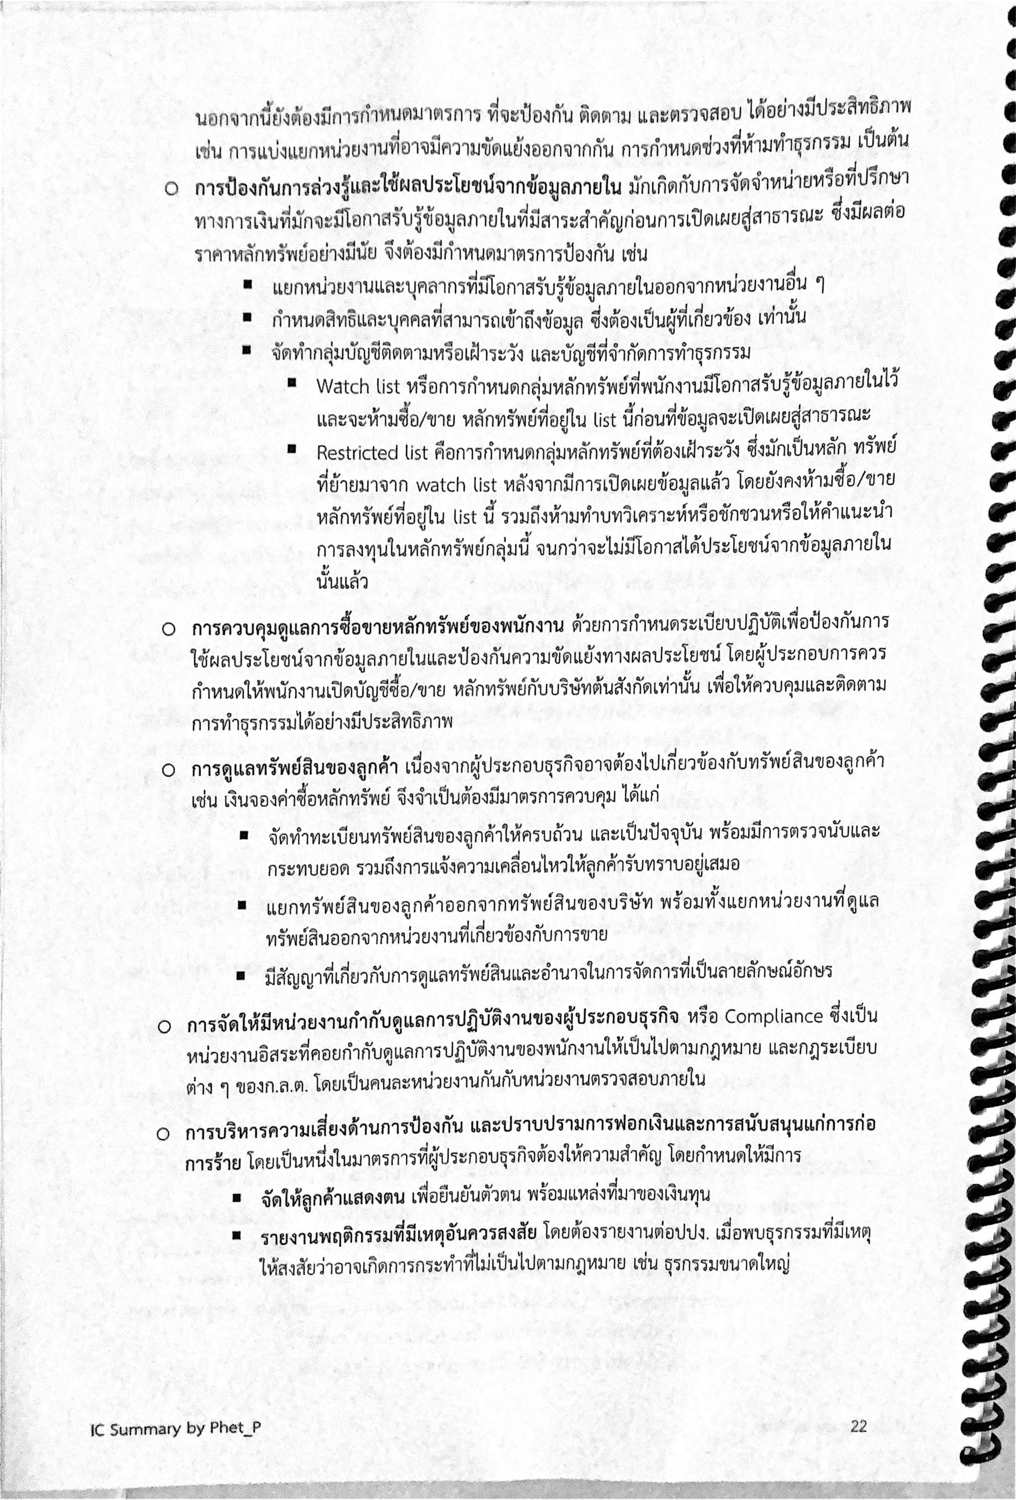 นอกจากนี้ยังต้องมีการกำหนดมาตรการ ที่จะป้องกัน ติดตาม และตรวจสอบ ได้อย่างมีประสิทธิภาพ
เช่น การแบ่งแยกหน่วยงานที่อาจมีความขัดแย้งออกจากกัน การกำหนดช่วงที่ห้ามทำธุรกรรม เป็นต้น
○ การป้องกันการล่วงรู้และใช้ผลประโยชน์จากข้อมูลภายใน มักเกิดกับการจัดจำหน่ายหรือที่ปรึกษา
ทางการเงินที่มักจะมีโอกาสรับรู้ข้อมูลภายในที่มีสาระสำคัญก่อนการเปิดเผยสู่สาธารณะ ซึ่งมีผลต่อ
ราคาหลักทรัพย์อย่างมีนัย จึงต้องมีกำหนดมาตรการป้องกัน เช่น
▪ แยกหน่วยงานและบุคลากรที่มีโอกาสรับรู้ข้อมูลภายในออกจากหน่วยงานอื่น ๆ
▪ กำหนดสิทธิและบุคคลที่สามารถเข้าถึงข้อมูล ซึ่งต้องเป็นผู้ที่เกี่ยวข้อง เท่านั้น
▪ จัดทำกลุ่มบัญชีติดตามหรือเฝ้าระวัง และบัญชีที่จำกัดการทำธุรกรรม
▪ Watch list หรือการกำหนดกลุ่มหลักทรัพย์ที่พนักงานมีโอกาสรับรู้ข้อมูลภายในไว้
และจะห้ามซื้อ/ขาย หลักทรัพย์ที่อยู่ใน list นี้ก่อนที่ข้อมูลจะเปิดเผยสู่สาธารณะ
▪ Restricted list คือการกำหนดกลุ่มหลักทรัพย์ที่ต้องเฝ้าระวัง ซึ่งมักเป็นหลัก ทรัพย์
ที่ย้ายมาจาก watch list หลังจากมีการเปิดเผยข้อมูลแล้ว โดยยังคงห้ามซื้อ/ขาย
หลักทรัพย์ที่อยู่ใน list นี้ รวมถึงห้ามทำบทวิเคราะห์หรือชักชวนหรือให้คำแนะนำ
การลงทุนในหลักทรัพย์กลุ่มนี้ จนกว่าจะไม่มีโอกาสได้ประโยชน์จากข้อมูลภายใน
นั้นแล้ว
○ การควบคุมดูแลการซื้อขายหลักทรัพย์ของพนักงาน ด้วยการกำหนดระเบียบปฏิบัติเพื่อป้องกันการ
ใช้ผลประโยชน์จากข้อมูลภายในและป้องกันความขัดแย้งทางผลประโยชน์ โดยผู้ประกอบการควร
กำหนดให้พนักงานเปิดบัญชีซื้อ/ขาย หลักทรัพย์กับบริษัทต้นสังกัดเท่านั้น เพื่อให้ควบคุมและติดตาม
การทำธุรกรรมได้อย่างมีประสิทธิภาพ
○ การดูแลทรัพย์สินของลูกค้า เนื่องจากผู้ประกอบธุรกิจอาจต้องไปเกี่ยวข้องกับทรัพย์สินของลูกค้า
เช่น เงินจองค่าซื้อหลักทรัพย์ จึงจำเป็นต้องมีมาตรการควบคุม ได้แก่
▪ จัดทำทะเบียนทรัพย์สินของลูกค้าให้ครบถ้วน และเป็นปัจจุบัน พร้อมมีการตรวจนับและ
กระทบยอด รวมถึงการแจ้งความเคลื่อนไหวให้ลูกค้ารับทราบอยู่เสมอ
▪ แยกทรัพย์สินของลูกค้าออกจากทรัพย์สินของบริษัท พร้อมทั้งแยกหน่วยงานที่ดูแล
ทรัพย์สินออกจากหน่วยงานที่เกี่ยวข้องกับการขาย
▪ มีสัญญาที่เกี่ยวกับการดูแลทรัพย์สินและอำนาจในการจัดการที่เป็นลายลักษณ์อักษร
○ การจัดให้มีหน่วยงานกำกับดูแลการปฏิบัติงานของผู้ประกอบธุรกิจ หรือ Compliance ซึ่งเป็น
หน่วยงานอิสระที่คอยกำกับดูแลการปฏิบัติงานของพนักงานให้เป็นไปตามกฎหมาย และกฎระเบียบ
ต่าง ๆ ของก.ล.ต. โดยเป็นคนละหน่วยงานกันกับหน่วยงานตรวจสอบภายใน
○ การบริหารความเสี่ยงด้านการป้องกัน และปราบปรามการฟอกเงินและการสนับสนุนแก่การก่อ
การร้าย โดยเป็นหนึ่งในมาตรการที่ผู้ประกอบธุรกิจต้องให้ความสำคัญ โดยกำหนดให้มีการ
▪ จัดให้ลูกค้าแสดงตน เพื่อยืนยันตัวตน พร้อมแหล่งที่มาของเงินทุน
▪ รายงานพฤติกรรมที่มีเหตุอันควรสงสัย โดยต้องรายงานต่อปปง. เมื่อพบธุรกรรมที่มีเหตุ
ให้สงสัยว่าอาจเกิดการกระทำที่ไม่เป็นไปตามกฎหมาย เช่น ธุรกรรมขนาดใหญ่
IC Summary by Phet_P
22